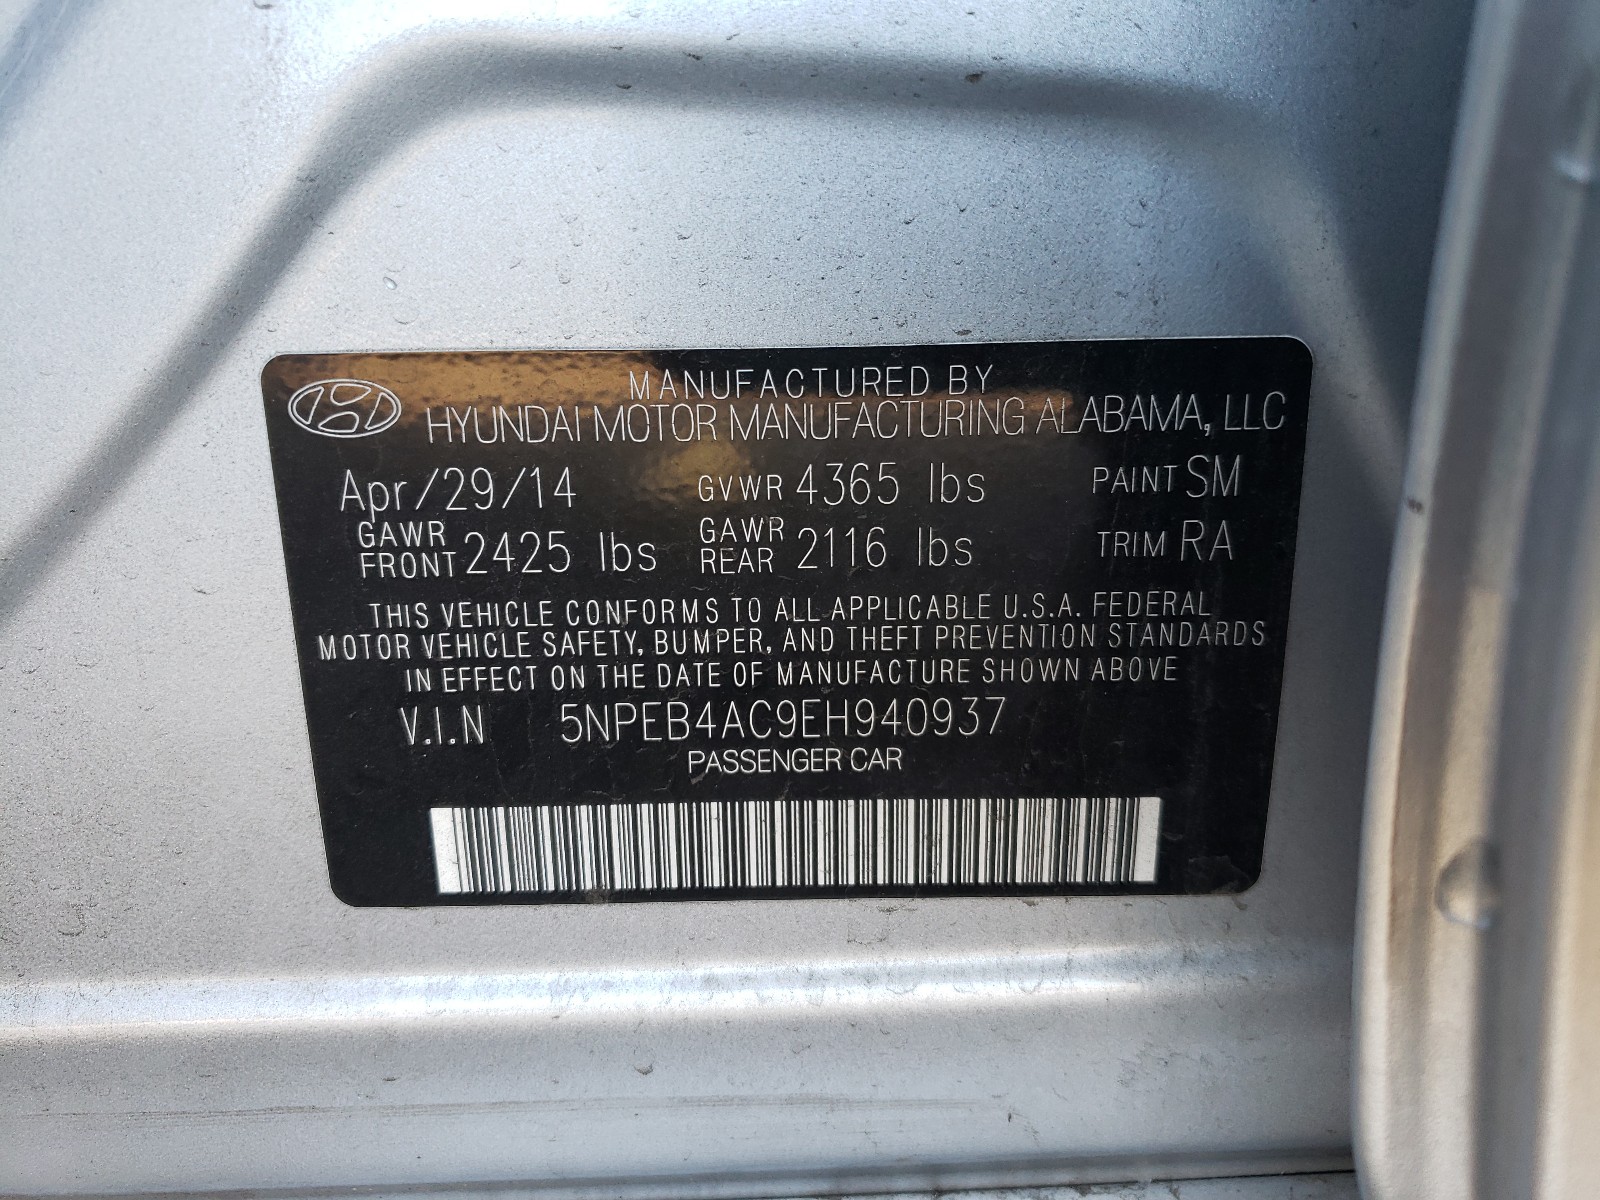 MANUFACTURED BY
HYUNDAI MOTOR MANUFACTURING ALABAMA, LLC
Apr/29/14 GVWR 4365 lbs PAINT SM
GAWR FRONT 2425 lbs GAWR REAR 2116 lbs TRIM RA
THIS VEHICLE CONFORMS TO ALL APPLICABLE U.S.A. FEDERAL
MOTOR VEHICLE SAFETY, BUMPER, AND THEFT PREVENTION STANDARDS
IN EFFECT ON THE DATE OF MANUFACTURE SHOWN ABOVE
V.I.N 5NPEB4AC9EH940937
PASSENGER CAR